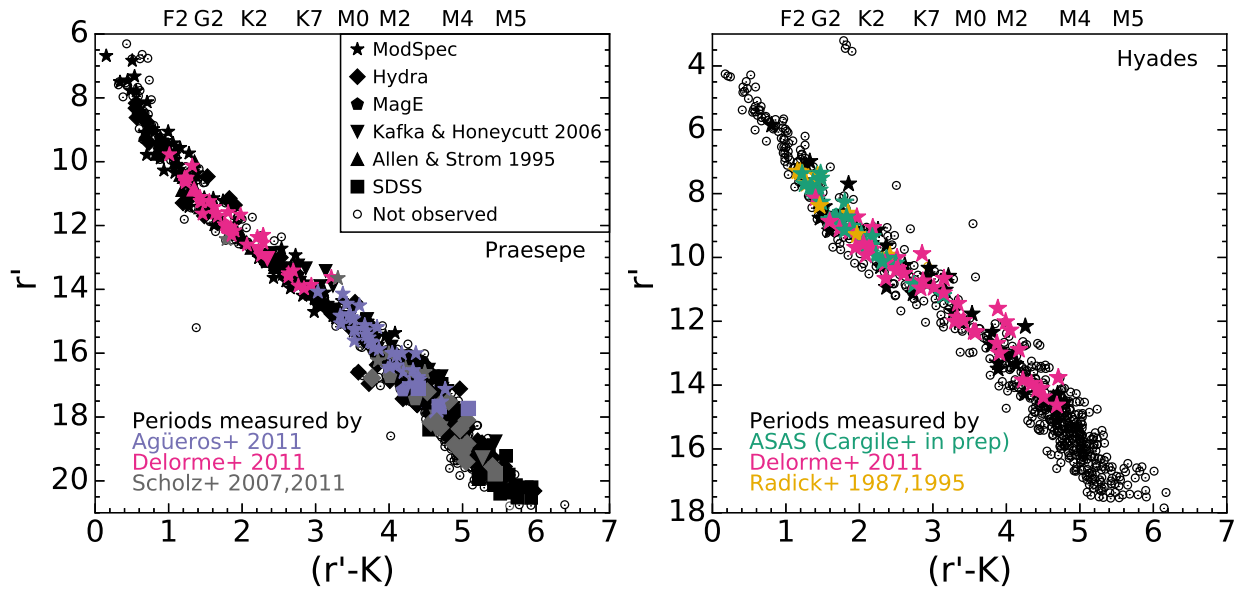 F2 G2 K2 K7 M0 M2 M4 M5
6
8
10
12
14
16
18
20
r'
ModSpec
Hydra
MagE
Kafka & Honeycutt 2006
Allen & Strom 1995
SDSS
Not observed
Praesepe
Periods measured by
Agüeros+ 2011
Delorme+ 2011
Scholz+ 2007,2011
0 1 2 3 4 5 6 7
(r'-K)
F2 G2 K2 K7 M0 M2 M4 M5
4
6
8
10
12
14
16
18
r'
Hyades
Periods measured by
ASAS (Cargile+ in prep)
Delorme+ 2011
Radick+ 1987,1995
0 1 2 3 4 5 6 7
(r'-K)